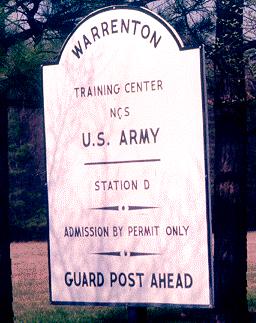 WARRENTON
TRAINING CENTER
NCS
U.S. ARMY
STATION D
ADMISSION BY PERMIT ONLY
GUARD POST AHEAD